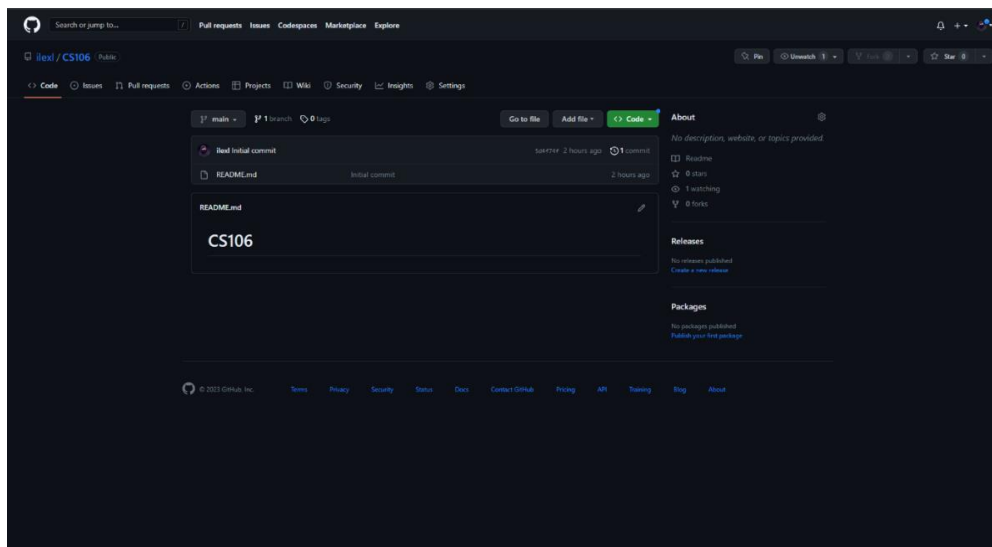 Search or jump to... / Pull requests Issues Codespaces Marketplace Explore
ilexl / CS106 Public
Pin Unwatch 1 Fork 0 Star 0
Code Issues Pull requests Actions Projects Wiki Security Insights Settings
main 1 branch 0 tags Go to file Add file Code
ilexl Initial commit 2 hours ago 1 commit
README.md Initial commit 2 hours ago
README.md
CS106
About
No description, website, or topics provided.
Readme
0 stars
1 watching
0 forks
Releases
No releases published
Create a new release
Packages
No packages published
Publish your first package
© 2023 GitHub, Inc. Terms Privacy Security Status Docs Contact GitHub Pricing API Training Blog About